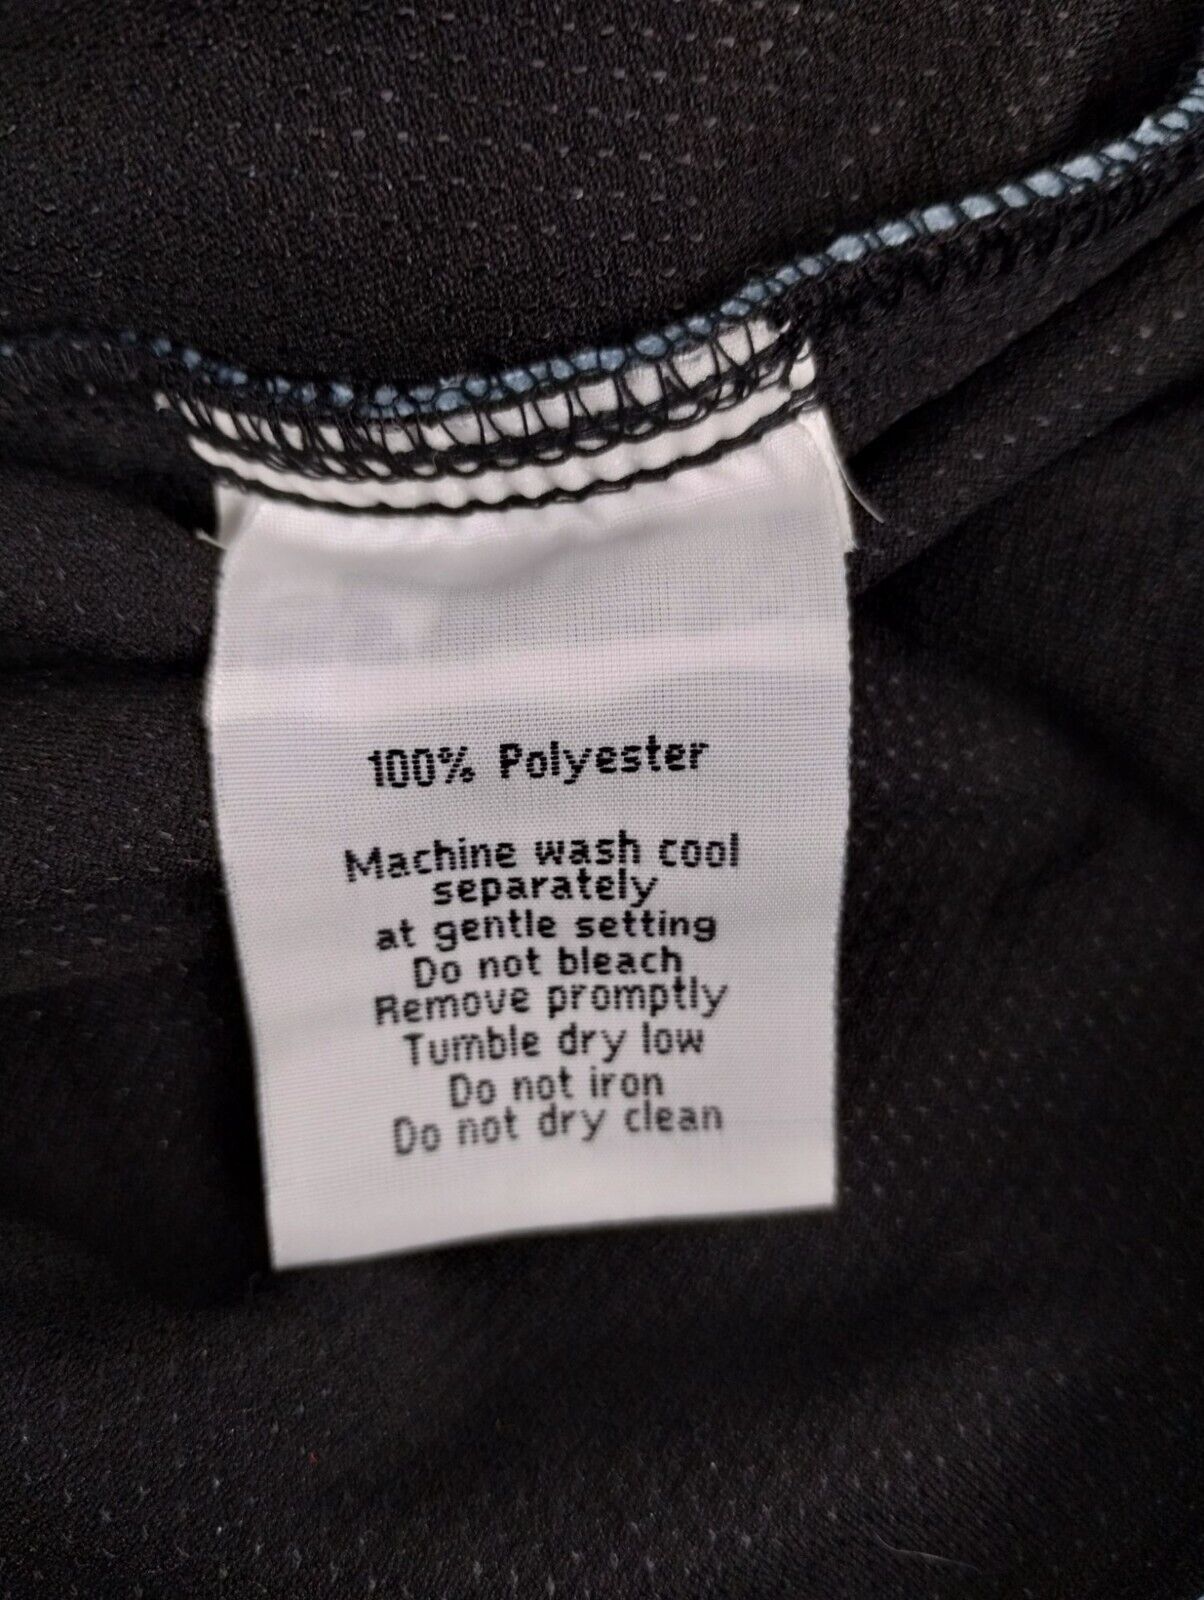 100% Polyester
Machine wash cool
separately
at gentle setting
Do not bleach
Remove promptly
Tumble dry low
Do not iron
Do not dry clean